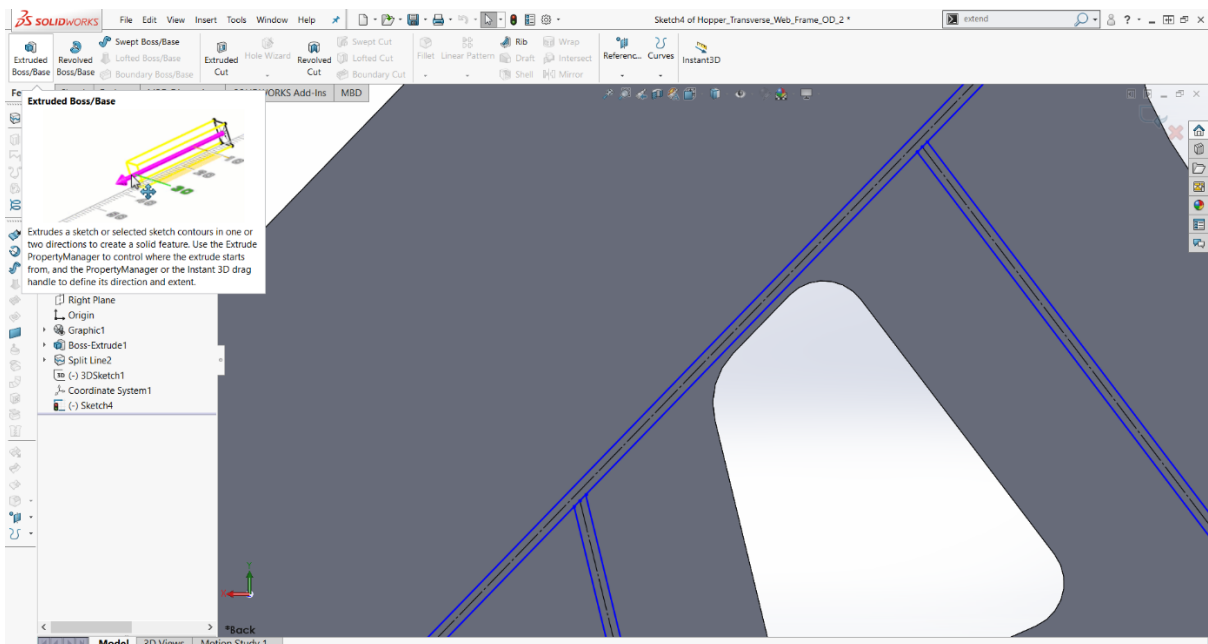 SOLIDWORKS File Edit View Insert Tools Window Help Sketch4 of Hopper_Transverse_Web_Frame_OD_2 * extend ?
Extruded Boss/Base
Revolved Boss/Base
Swept Boss/Base
Lofted Boss/Base
Boundary Boss/Base
Extruded Cut
Hole Wizard
Revolved Cut
Swept Cut
Lofted Cut
Boundary Cut
Fillet
Linear Pattern
Rib
Draft
Shell
Wrap
Intersect
Mirror
Referenc...
Curves
Instant3D
Fe
SOLIDWORKS Add-Ins
MBD
Extruded Boss/Base
Extrudes a sketch or selected sketch contours in one or
two directions to create a solid feature. Use the Extrude
PropertyManager to control where the extrude starts
from, and the PropertyManager or the Instant 3D drag
handle to define its direction and extent.
Right Plane
Origin
Graphic1
Boss-Extrude1
Split Line2
3D (-) 3DSketch1
Coordinate System1
(-) Sketch4
*Back
Model 3D Views Motion Study 1